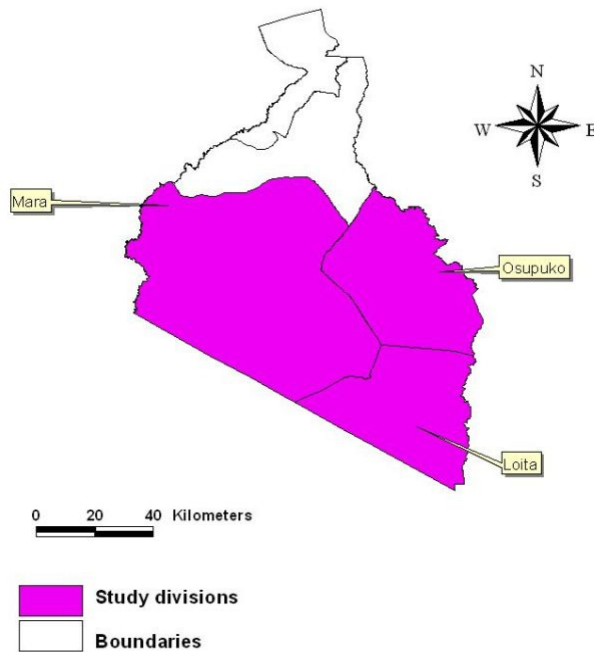 N
W E
S
Mara
Osupuko
Loita
0 20 40 Kilometers
Study divisions
Boundaries